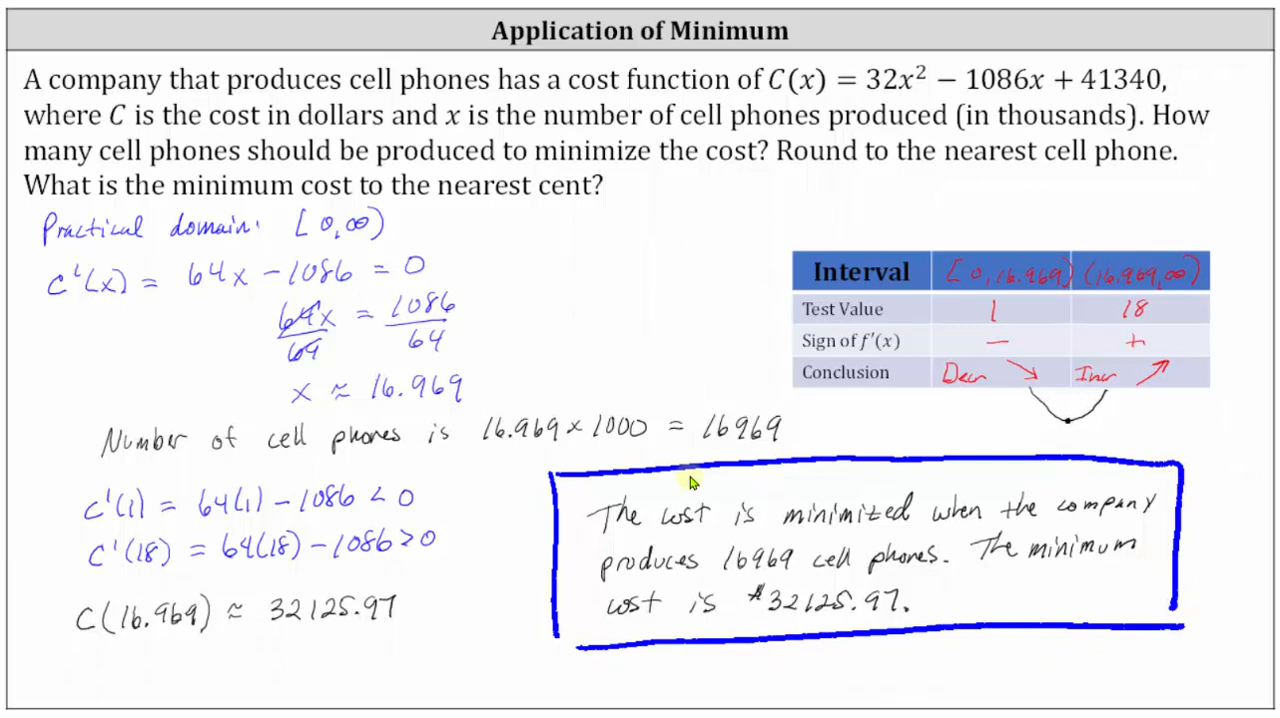 Application of Minimum
A company that produces cell phones has a cost function of C(x) = 32x² − 1086x + 41340,
where C is the cost in dollars and x is the number of cell phones produced (in thousands). How
many cell phones should be produced to minimize the cost? Round to the nearest cell phone.
What is the minimum cost to the nearest cent?
Practical domain: [0,∞)
C'(x) = 64x − 1086 = 0
64x/64 = 1086/64
x ≈ 16.969
Interval [0,16.969) (16.969,∞)
Test Value 1 18
Sign of f′(x) − +
Conclusion Decr ↘ Incr ↗
Number of cell phones is 16.969 × 1000 = 16969
C'(1) = 64(1) − 1086 < 0
C'(18) = 64(18) − 1086 > 0
C(16.969) ≈ 32125.97
The cost is minimized when the company
produces 16969 cell phones. The minimum
cost is $32125.97.